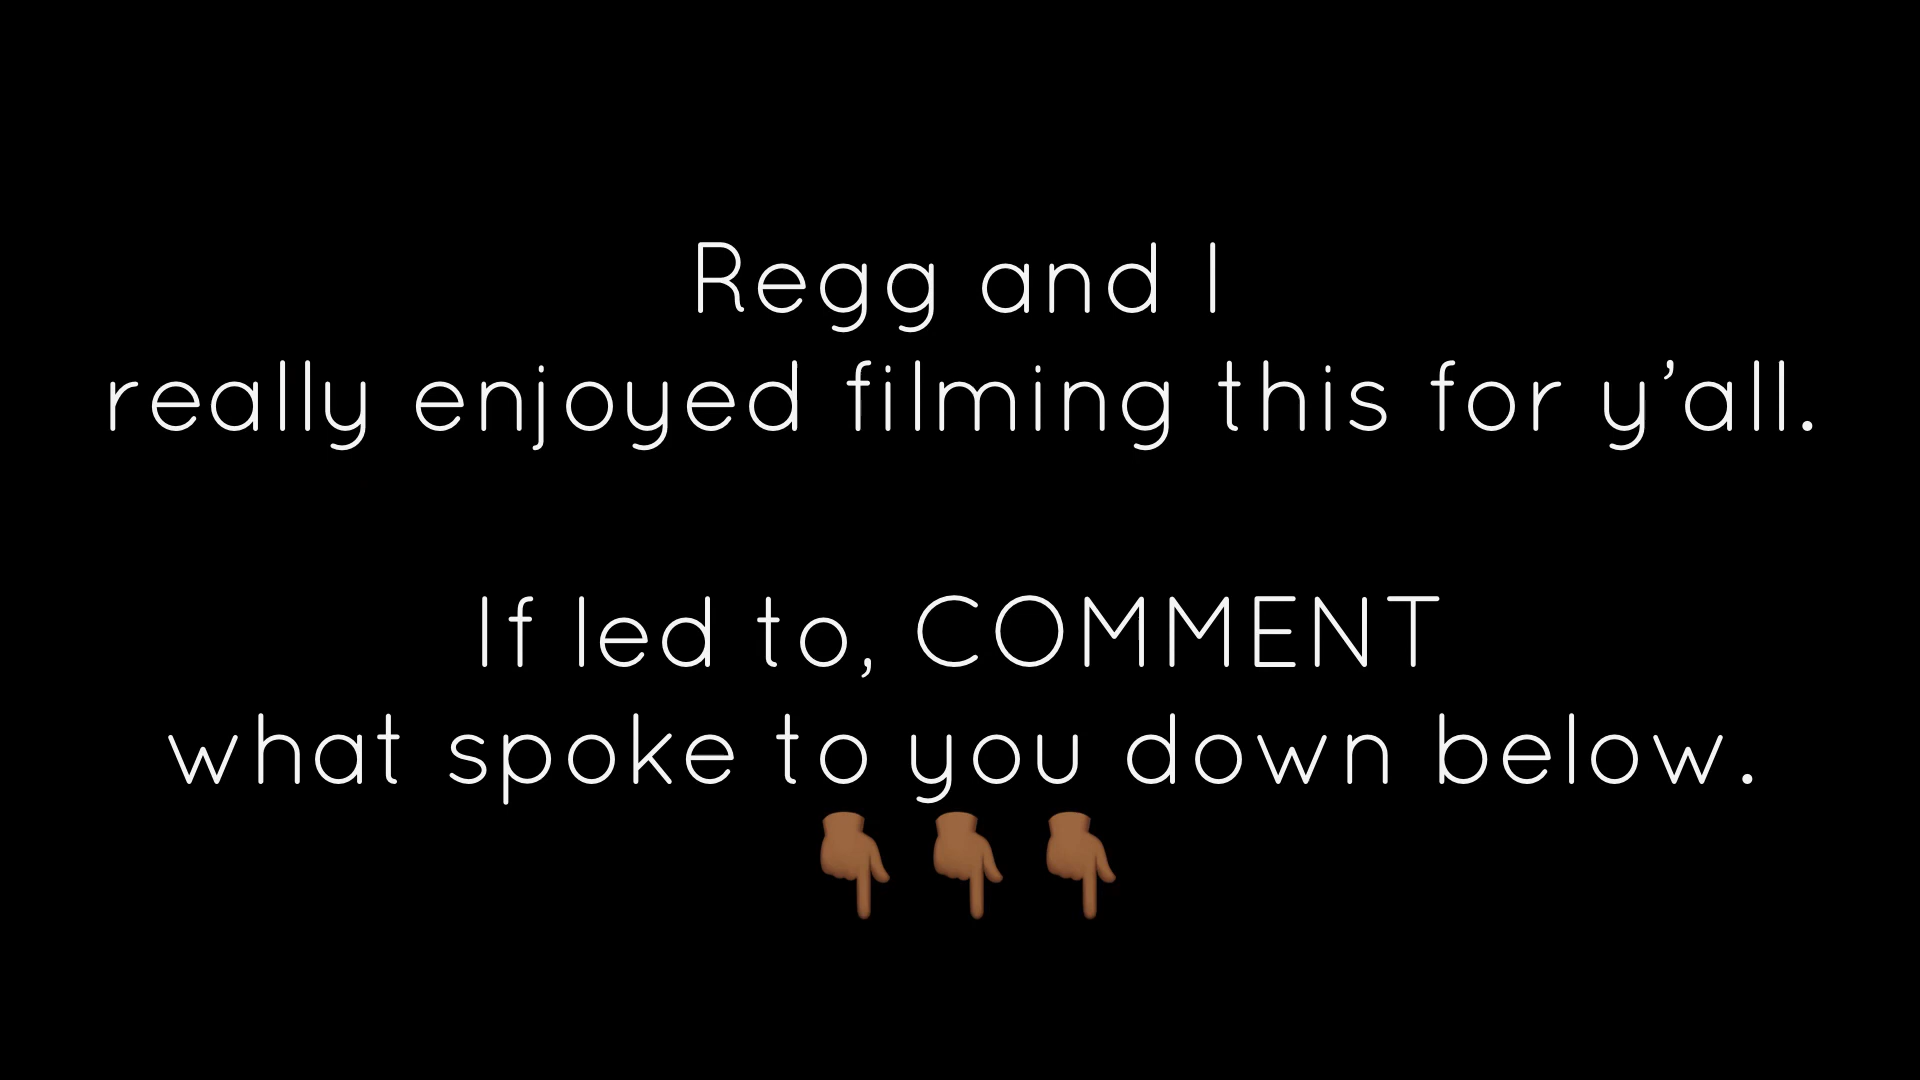 Regg and I
really enjoyed filming this for y’all.
If led to, COMMENT
what spoke to you down below.
👇🏾👇🏾👇🏾